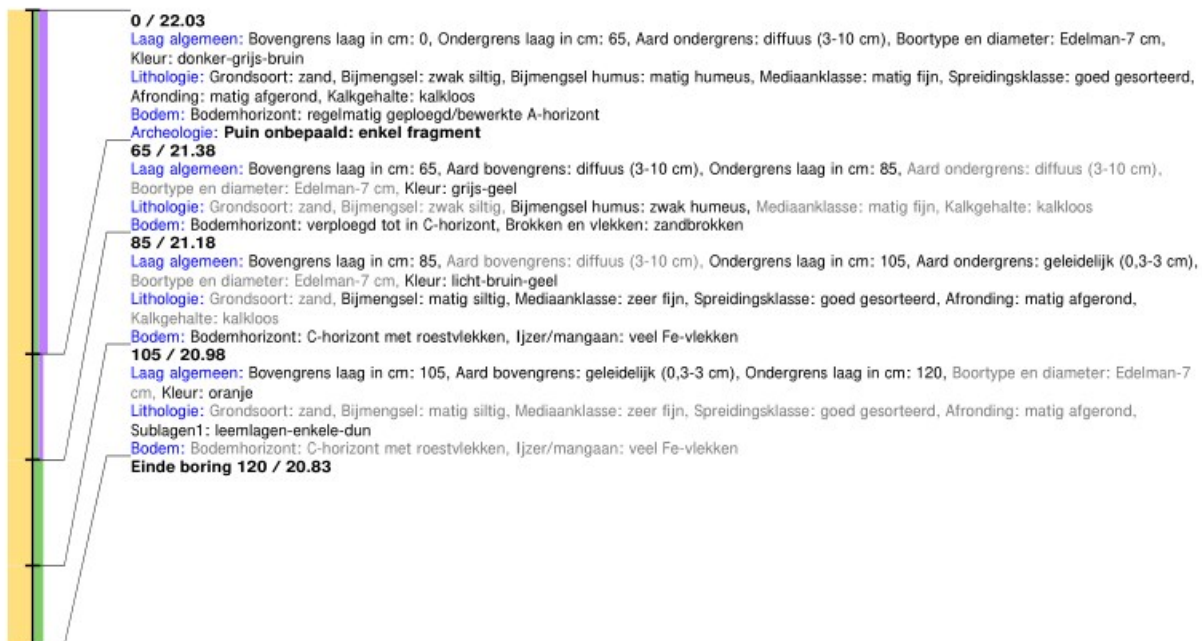 0 / 22.03
Laag algemeen: Bovengrens laag in cm: 0, Ondergrens laag in cm: 65, Aard ondergrens: diffuus (3-10 cm), Boortype en diameter: Edelman-7 cm,
Kleur: donker-grijs-bruin
Lithologie: Grondsoort: zand, Bijmengsel: zwak siltig, Bijmengsel humus: matig humeus, Mediaanklasse: matig fijn, Spreidingsklasse: goed gesorteerd,
Afronding: matig afgerond, Kalkgehalte: kalkloos
Bodem: Bodemhorizont: regelmatig geploegd/bewerkte A-horizont
Archeologie: Puin onbepaald: enkel fragment
65 / 21.38
Laag algemeen: Bovengrens laag in cm: 65, Aard bovengrens: diffuus (3-10 cm), Ondergrens laag in cm: 85, Aard ondergrens: diffuus (3-10 cm),
Boortype en diameter: Edelman-7 cm, Kleur: grijs-geel
Lithologie: Grondsoort: zand, Bijmengsel: zwak siltig, Bijmengsel humus: zwak humeus, Mediaanklasse: matig fijn, Kalkgehalte: kalkloos
Bodem: Bodemhorizont: verploegd tot in C-horizont, Brokken en vlekken: zandbrokken
85 / 21.18
Laag algemeen: Bovengrens laag in cm: 85, Aard bovengrens: diffuus (3-10 cm), Ondergrens laag in cm: 105, Aard ondergrens: geleidelijk (0,3-3 cm),
Boortype en diameter: Edelman-7 cm, Kleur: licht-bruin-geel
Lithologie: Grondsoort: zand, Bijmengsel: matig siltig, Mediaanklasse: zeer fijn, Spreidingsklasse: goed gesorteerd, Afronding: matig afgerond,
Kalkgehalte: kalkloos
Bodem: Bodemhorizont: C-horizont met roestvlekken, Ijzer/mangaan: veel Fe-vlekken
105 / 20.98
Laag algemeen: Bovengrens laag in cm: 105, Aard bovengrens: geleidelijk (0,3-3 cm), Ondergrens laag in cm: 120, Boortype en diameter: Edelman-7
cm, Kleur: oranje
Lithologie: Grondsoort: zand, Bijmengsel: matig siltig, Mediaanklasse: zeer fijn, Spreidingsklasse: goed gesorteerd, Afronding: matig afgerond,
Sublagen1: leemlagen-enkele-dun
Bodem: Bodemhorizont: C-horizont met roestvlekken, Ijzer/mangaan: veel Fe-vlekken
Einde boring 120 / 20.83